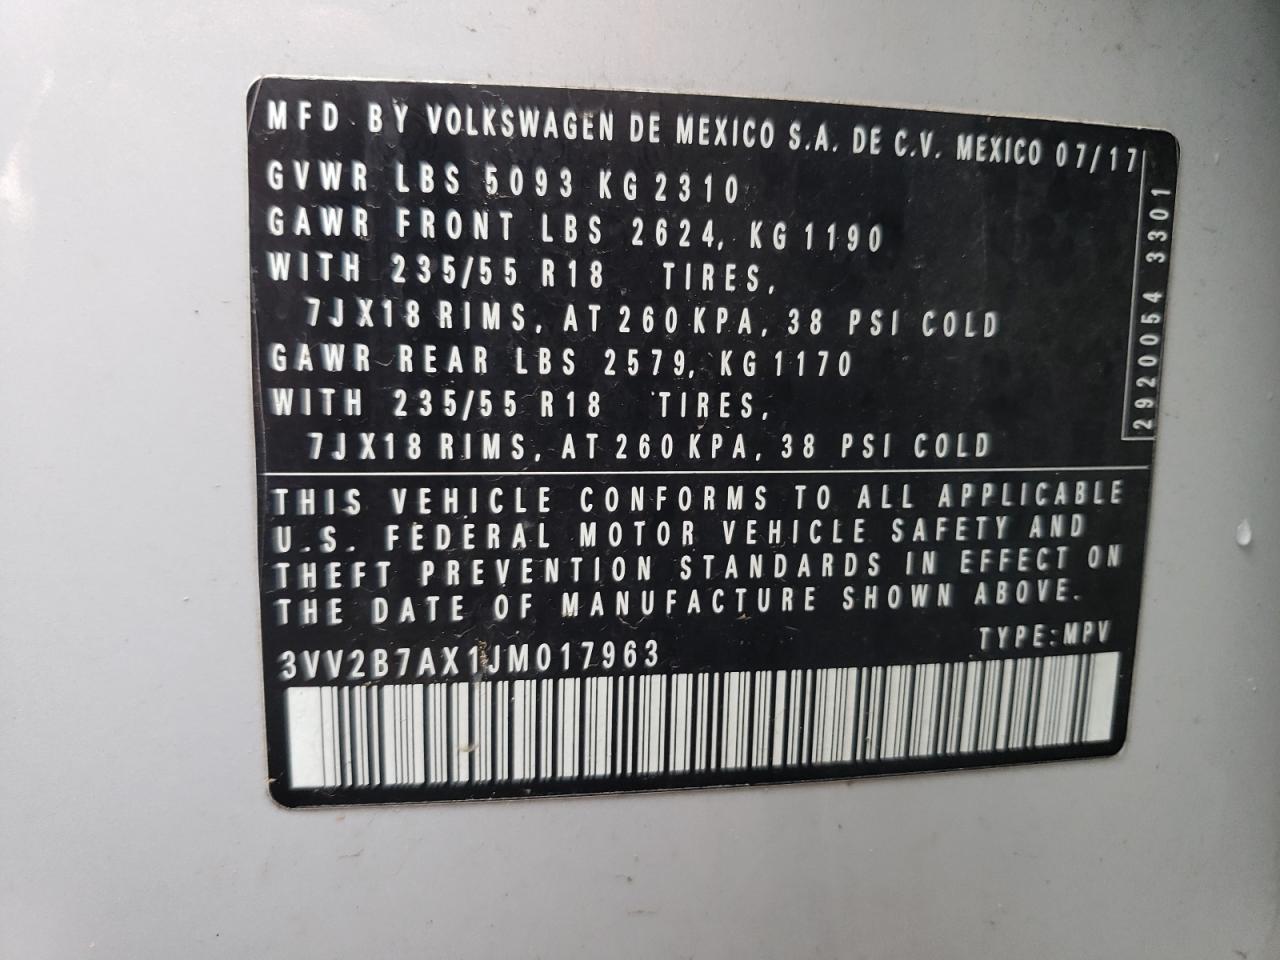 MFD BY VOLKSWAGEN DE MEXICO S.A. DE C.V. MEXICO 07/17
GVWR LBS 5093 KG 2310
GAWR FRONT LBS 2624, KG 1190
WITH 235/55 R18 TIRES,
7JX18 RIMS, AT 260 KPA, 38 PSI COLD
GAWR REAR LBS 2579, KG 1170
WITH 235/55 R18 TIRES,
7JX18 RIMS, AT 260 KPA, 38 PSI COLD
2920054 3301
THIS VEHICLE CONFORMS TO ALL APPLICABLE
U.S. FEDERAL MOTOR VEHICLE SAFETY AND
THEFT PREVENTION STANDARDS IN EFFECT ON
THE DATE OF MANUFACTURE SHOWN ABOVE.
TYPE: MPV
3VV2B7AX1JM017963